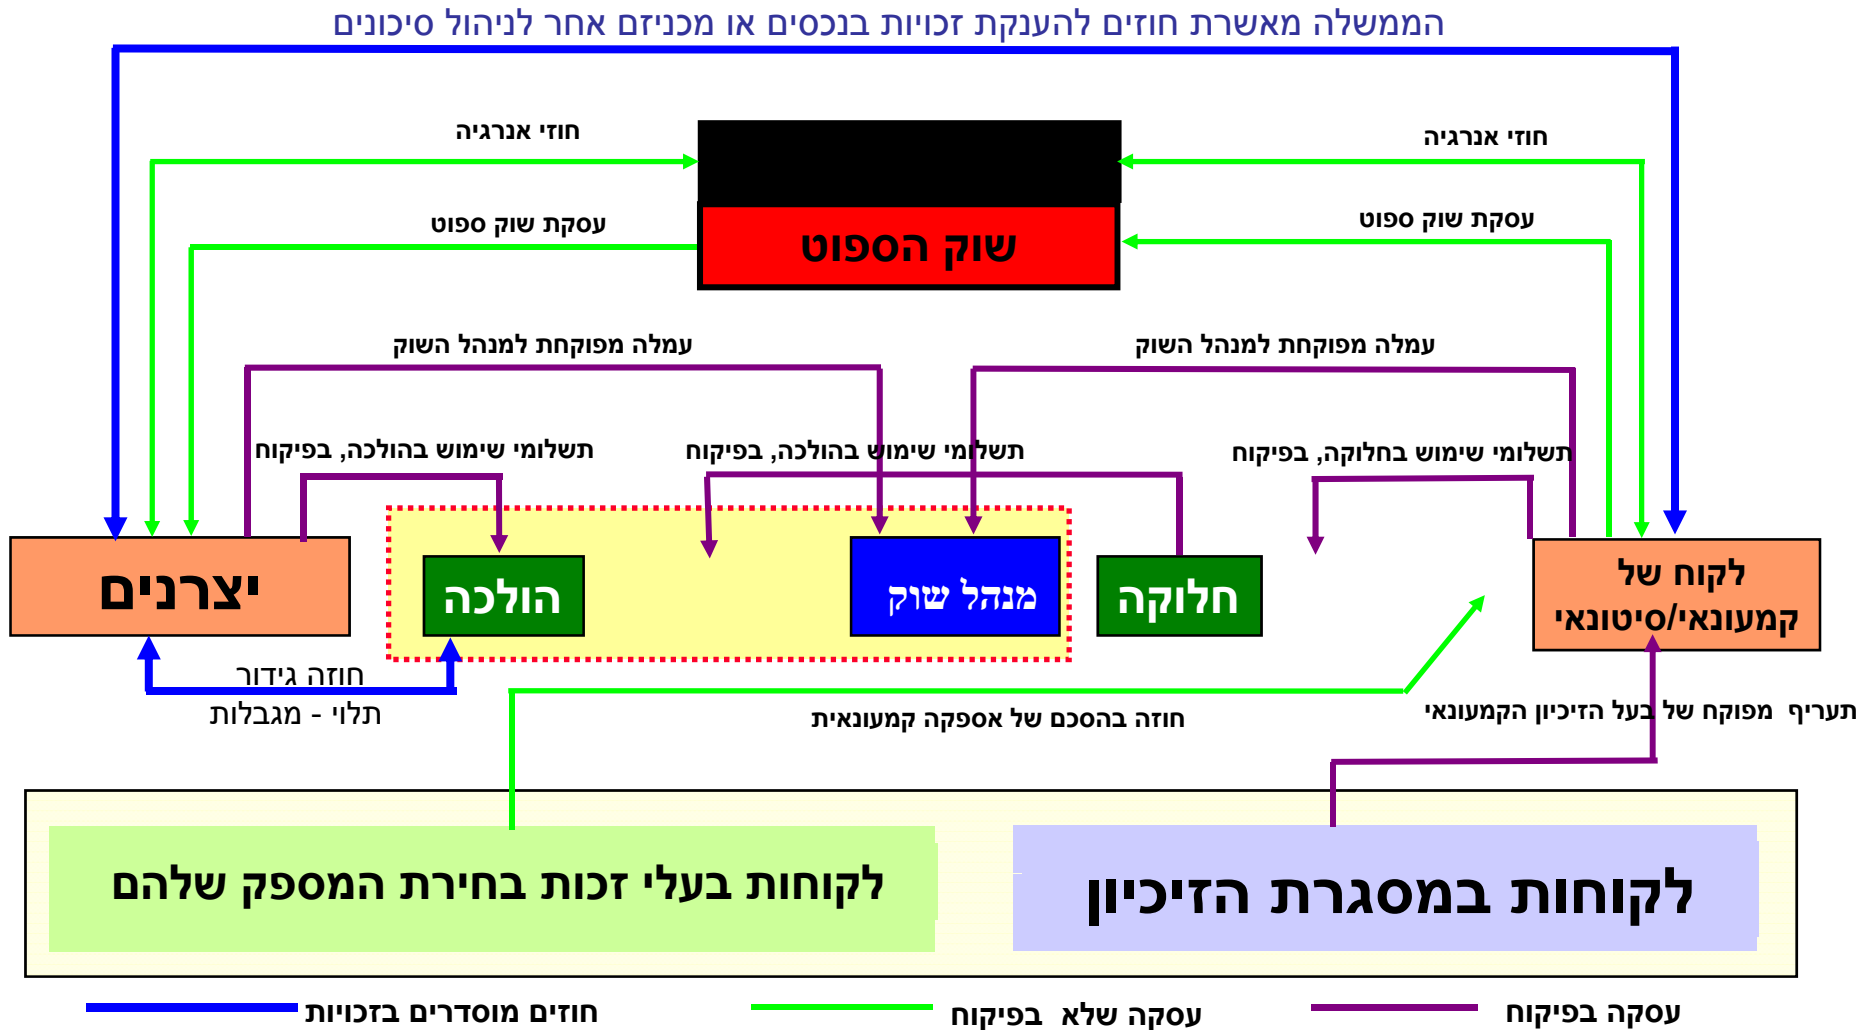 הממשלה מאשרת חוזים להענקת זכויות בנכסים או מכניזם אחר לניהול סיכונים
חוזי אנרגיה
חוזי אנרגיה
עסקת שוק ספוט
שוק הספוט
עסקת שוק ספוט
עמלה מפוקחת למנהל השוק
עמלה מפוקחת למנהל השוק
תשלומי שימוש בחלוקה, בפיקוח
תשלומי שימוש בהולכה, בפיקוח
תשלומי שימוש בהולכה, בפיקוח
לקוח של
קמעונאי/סיטונאי
חלוקה
מנהל שוק
הולכה
יצרנים
חוזה גידור
תלוי - מגבלות
תעריף  מפוקח של בעל הזיכיון הקמעונאי
חוזה בהסכם של אספקה קמעונאית
לקוחות במסגרת הזיכיון
לקוחות בעלי זכות בחירת המספק שלהם
עסקה בפיקוח
עסקה שלא  בפיקוח
חוזים מוסדרים בזכויות